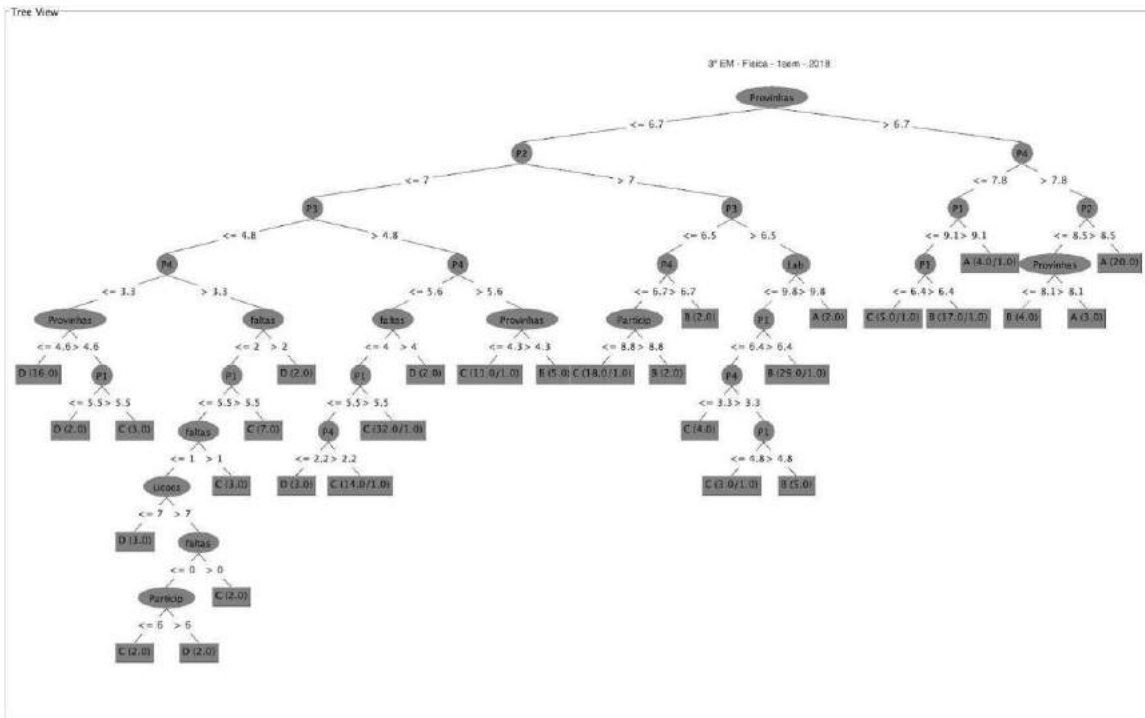 Tree View
3º EM - Fisica - 1sem - 2018
Provinhas
<= 6.7 > 6.7
P2 P4
<= 7 > 7 <= 7.8 > 7.8
P3 P3 P1 P2
<= 4.8 > 4.8 <= 6.5 > 6.5 <= 9.1 > 9.1 <= 8.5 > 8.5
P4 P4 P4 Lab P1 A (4.0/1.0) Provinhas A (20.0)
<= 3.3 > 3.3 <= 5.6 > 5.6 <= 6.7 > 6.7 <= 9.8 > 9.8 <= 6.4 > 6.4 <= 8.1 > 8.1
Provinhas faltas faltas Provinhas Particip B (2.0) P1 A (2.0) C (5.0/1.0) B (17.0/1.0) B (4.0) A (3.0)
<= 4.6 > 4.6 <= 2 > 2 <= 4 > 4 <= 4.3 > 4.3 <= 8.8 > 8.8 <= 6.4 > 6.4
D (16.0) P1 P1 D (2.0) P1 D (2.0) C (11.0/1.0) B (5.0) C (18.0/1.0) B (2.0) P4 B (29.0/1.0)
<= 5.5 > 5.5 <= 5.5 > 5.5 <= 5.5 > 5.5 <= 3.3 > 3.3
D (2.0) C (3.0) faltas C (7.0) P4 C (32.0/1.0) C (4.0) P1
<= 1 > 1 <= 2.2 > 2.2 <= 4.8 > 4.8
Licoes C (3.0) D (3.0) C (14.0/1.0) C (3.0/1.0) B (5.0)
<= 7 > 7
D (3.0) faltas
<= 0 > 0
Particip C (2.0)
<= 6 > 6
C (2.0) D (2.0)